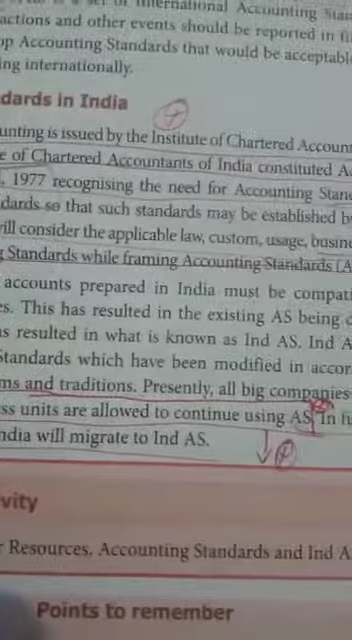 of International Accounting
actions and other events should be reported in
op Accounting Standards that would be acceptabl
ing internationally.
dards in India
unting is issued by the Institute of Chartered Account
e of Chartered Accountants of India constituted
, 1977 recognising the need for Accounting Stan
dards so that such standards may be established b
ill consider the applicable law, custom, usage, busin
g Standards while framing Accounting Standards (A
accounts prepared in India must be compati
es. This has resulted in the existing AS being
as resulted in what is known as Ind AS. Ind A
Standards which have been modified in accor
ms and traditions. Presently, all big companies
ss units are allowed to continue using AS. In fu
ndia will migrate to Ind AS.
vity
r Resources, Accounting Standards and Ind A
Points to remember